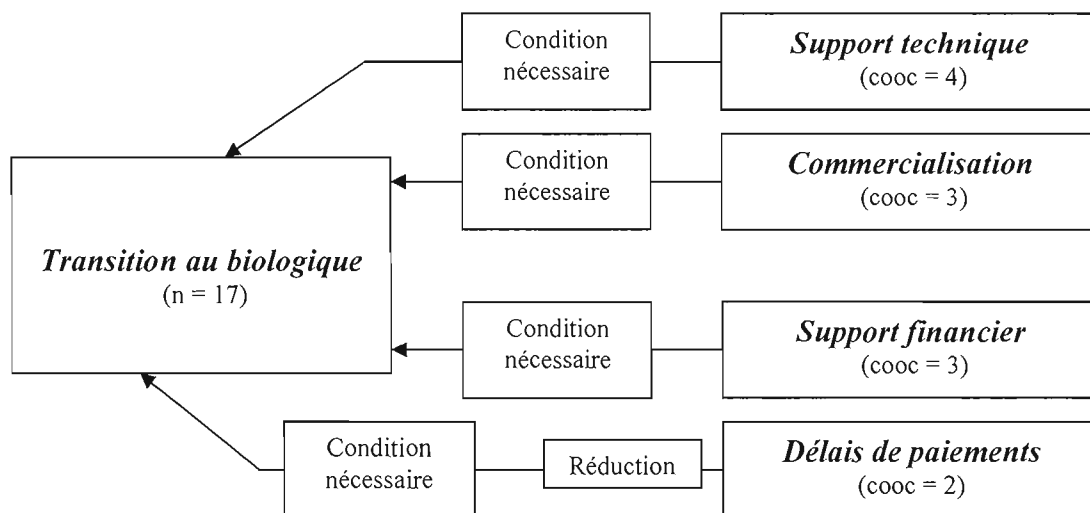 Condition
nécessaire
Support technique
(cooc = 4)
Condition
nécessaire
Commercialisation
(cooc = 3)
Transition au biologique
(n = 17)
Condition
nécessaire
Support financier
(cooc = 3)
Condition
nécessaire
Réduction
Délais de paiements
(cooc = 2)